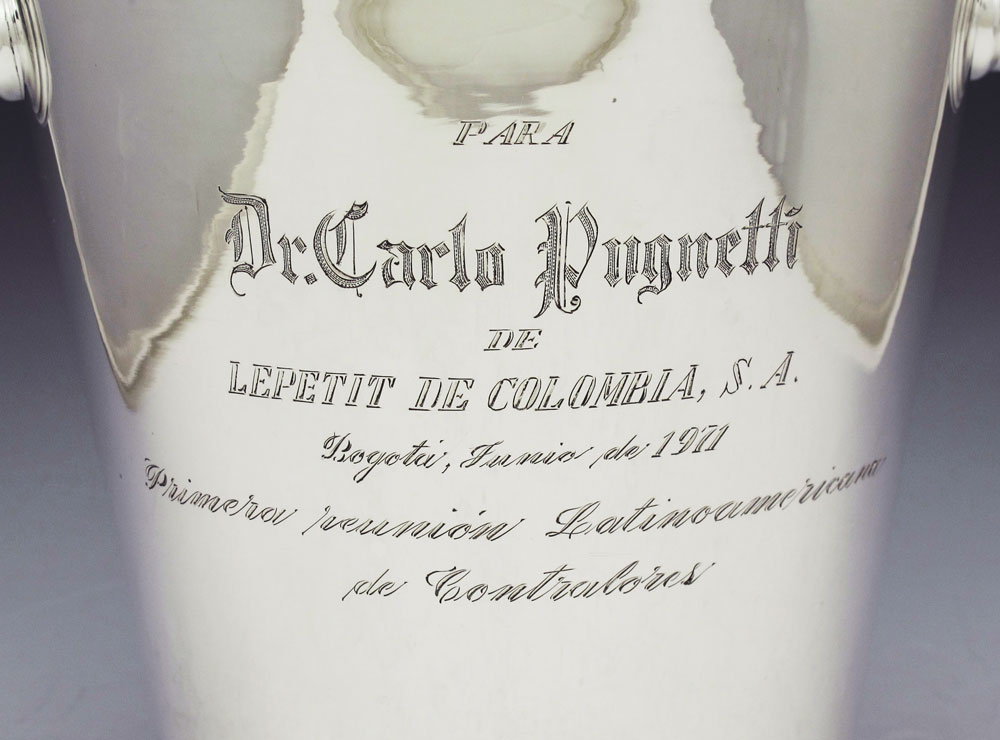 PARA
Dr. Carlo Pugnetti
DE
LEPETIT DE COLOMBIA, S. A.
Bogotá, Junio de 1971
Primera reunión Latinoamericana
de Contralores